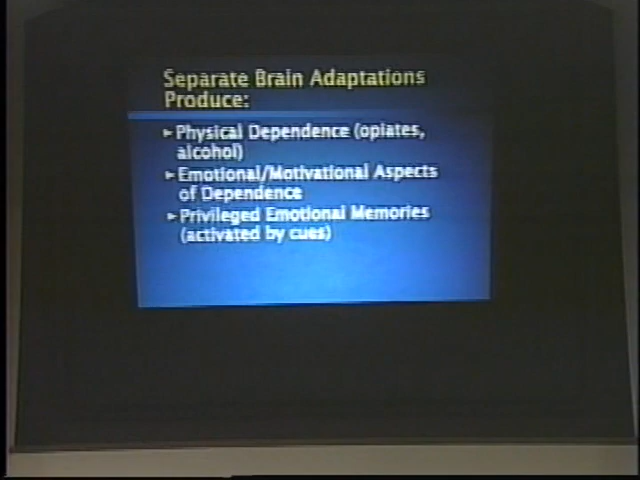 Separate Brain Adaptations
Produce:
►Physical Dependence (opiates,
alcohol)
►Emotional/Motivational Aspects
of Dependence
►Privileged Emotional Memories
(activated by cues)